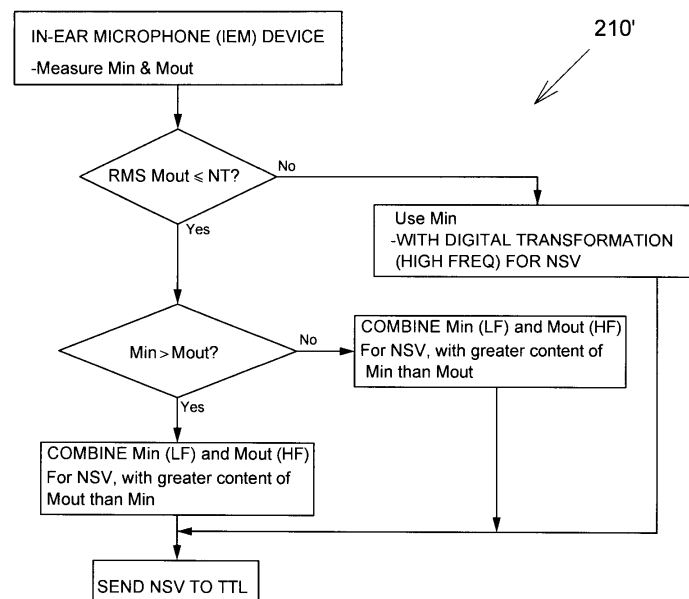 210'
IN-EAR MICROPHONE (IEM) DEVICE
-Measure Min & Mout
RMS Mout ⩽ NT?
No
Yes
Use Min
-WITH DIGITAL TRANSFORMATION
(HIGH FREQ) FOR NSV
Min > Mout?
No
Yes
COMBINE Min (LF) and Mout (HF)
For NSV, with greater content of
Min than Mout
COMBINE Min (LF) and Mout (HF)
For NSV, with greater content of
Mout than Min
SEND NSV TO TTL